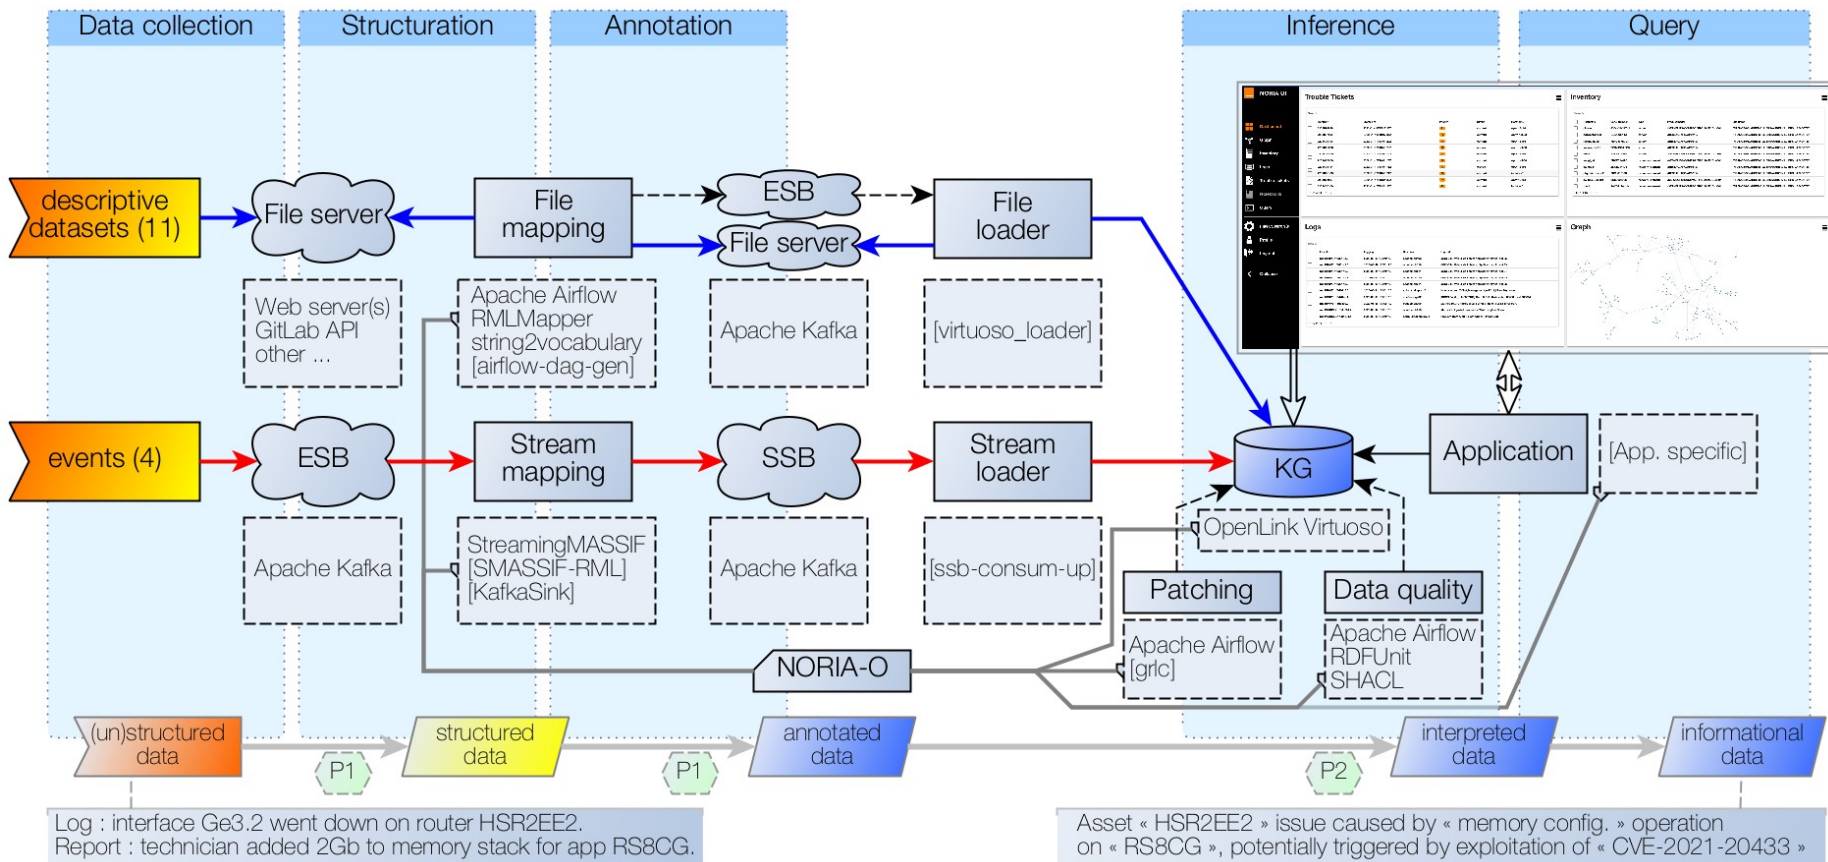 Data collection
Structuration
Annotation
Inference
Query
NORIA UI
Trouble Tickets
Inventory
Logs
Graph
descriptive
datasets (11)
File server
File
mapping
ESB
File server
File
loader
Web server(s)
GitLab API
other ...
Apache Airflow
RMLMapper
string2vocabulary
[airflow-dag-gen]
Apache Kafka
[virtuoso_loader]
events (4)
ESB
Stream
mapping
SSB
Stream
loader
KG
Application
[App. specific]
Apache Kafka
StreamingMASSIF
[SMASSIF-RML]
[KafkaSink]
Apache Kafka
[ssb-consum-up]
OpenLink Virtuoso
Patching
Data quality
Apache Airflow
[grlc]
Apache Airflow
RDFUnit
SHACL
NORIA-O
(un)structured
data
P1
structured
data
P1
annotated
data
P2
interpreted
data
informational
data
Log : interface Ge3.2 went down on router HSR2EE2.
Report : technician added 2Gb to memory stack for app RS8CG.
Asset « HSR2EE2 » issue caused by « memory config. » operation
on « RS8CG », potentially triggered by exploitation of « CVE-2021-20433 »